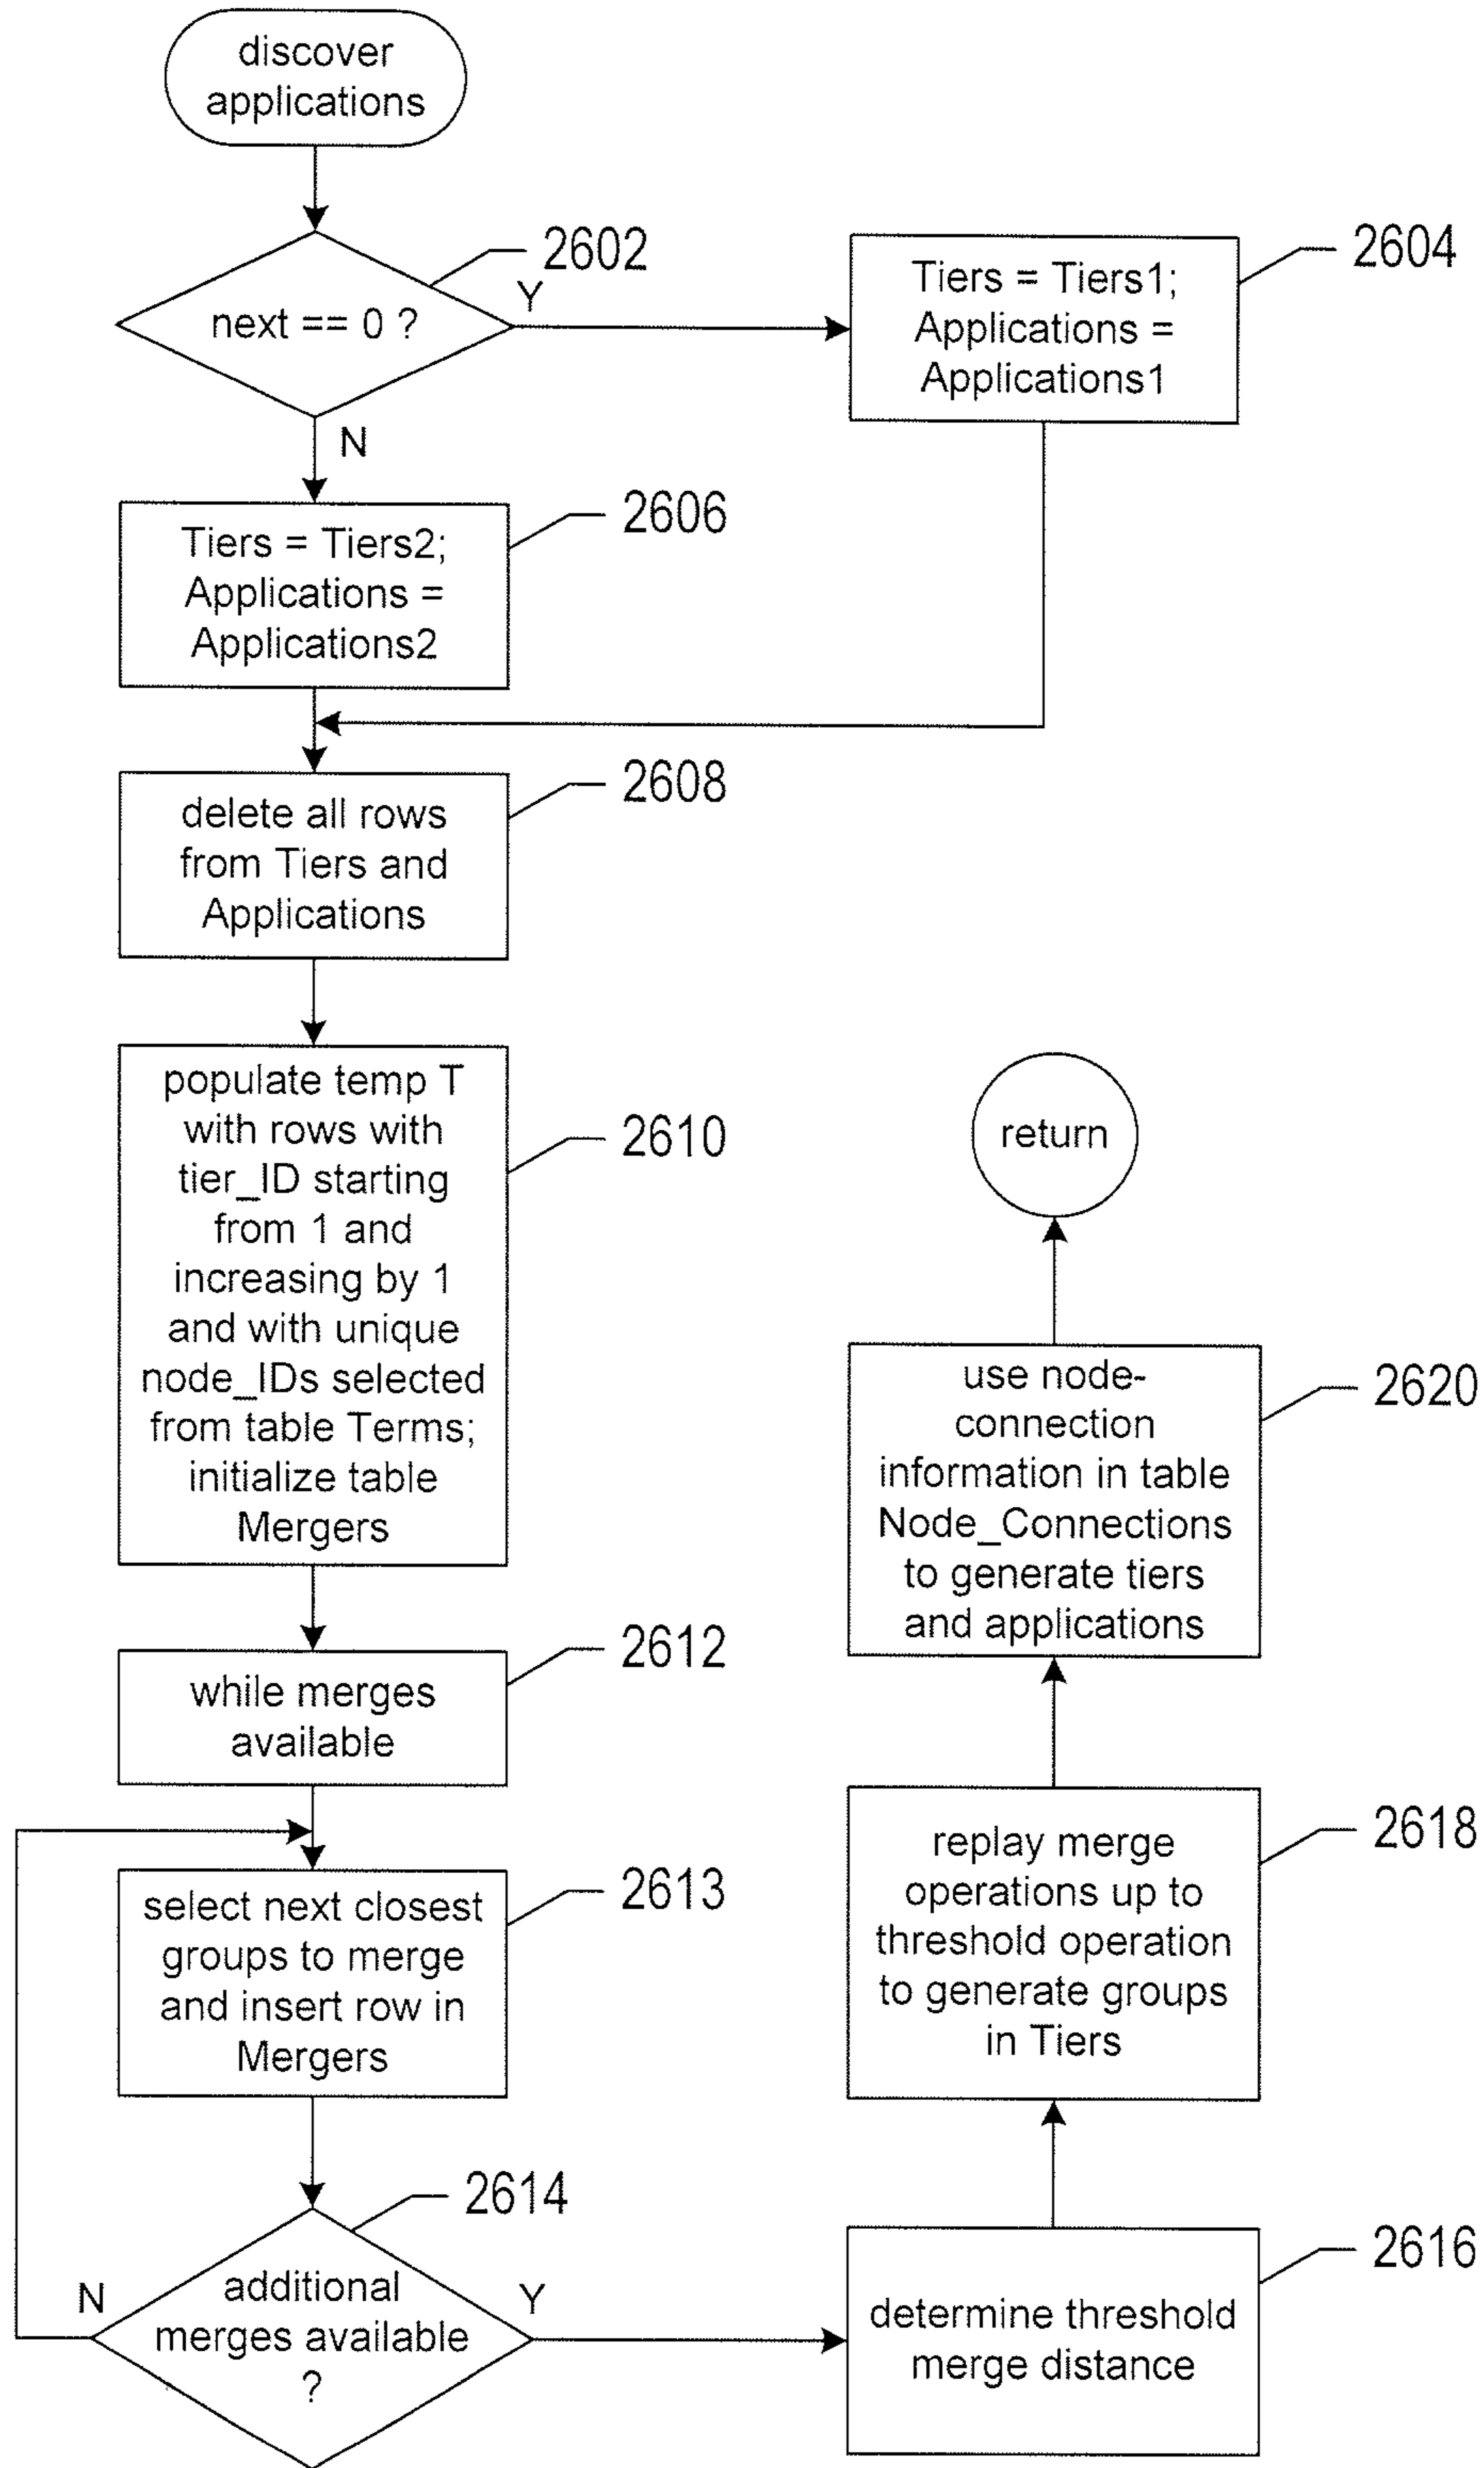 discover
applications
2602
next == 0 ?
Y
N
Tiers = Tiers1;
Applications =
Applications1
2604
Tiers = Tiers2;
Applications =
Applications2
2606
delete all rows
from Tiers and
Applications
2608
populate temp T
with rows with
tier_ID starting
from 1 and
increasing by 1
and with unique
node_IDs selected
from table Terms;
initialize table
Mergers
2610
while merges
available
2612
select next closest
groups to merge
and insert row in
Mergers
2613
additional
merges available
?
2614
N
Y
determine threshold
merge distance
2616
replay merge
operations up to
threshold operation
to generate groups
in Tiers
2618
use node-
connection
information in table
Node_Connections
to generate tiers
and applications
2620
return